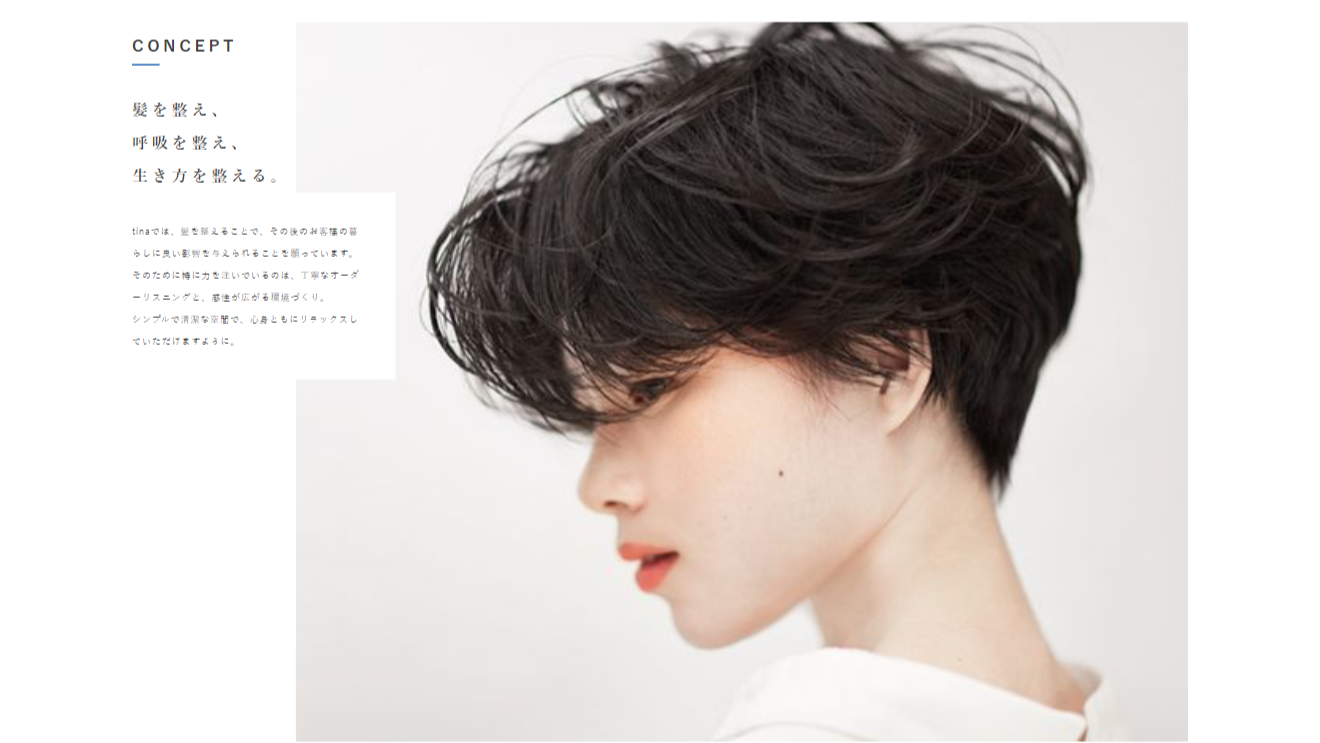 CONCEPT
髪を整え、
呼吸を整え、
生き方を整える。
tinaでは、髪を整えることで、その後のお客様の暮
らしに良い影響を与えられることを願っています。
そのために特に力を注いでいるのは、丁寧なオーダ
ーリスニングと、感性が広がる環境づくり。
シンプルで清潔な空間で、心身ともにリラックスし
ていただけますように。